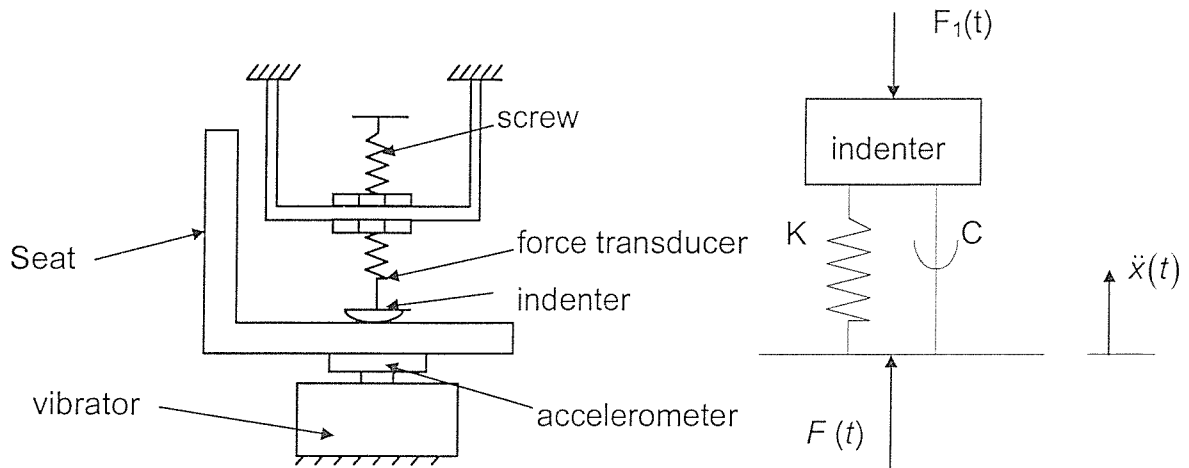 F₁(t)
screw
indenter
K
C
Seat
force transducer
ẍ(t)
indenter
vibrator
accelerometer
F (t)